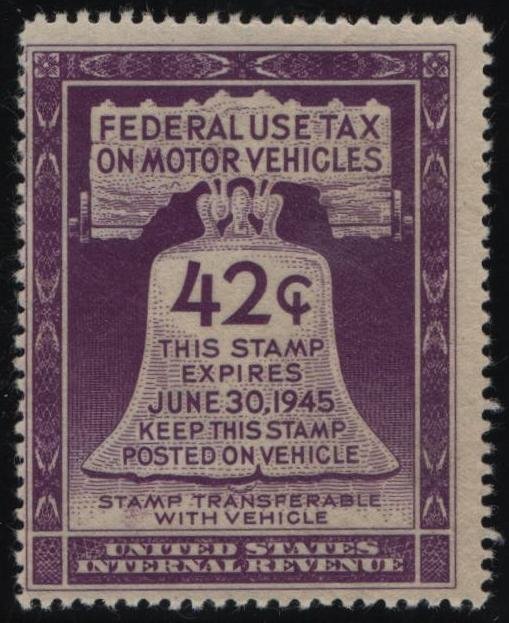 FEDERAL USE TAX
ON MOTOR VEHICLES
42¢
THIS STAMP
EXPIRES
JUNE 30, 1945
KEEP THIS STAMP
POSTED ON VEHICLE
STAMP TRANSFERABLE
WITH VEHICLE
UNITED STATES
INTERNAL REVENUE